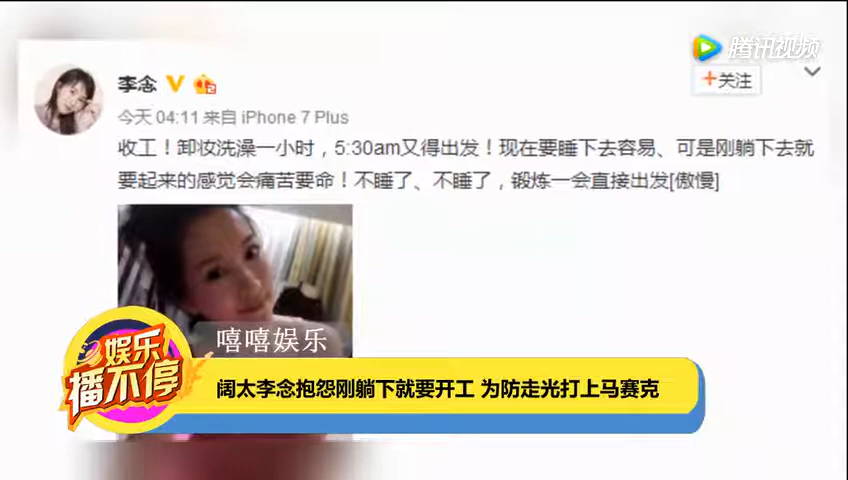 腾讯视频
李念
+关注
今天 04:11 来自 iPhone 7 Plus
收工！卸妆洗澡一小时，5:30am又得出发！现在要睡下去容易、可是刚躺下去就
要起来的感觉会痛苦要命！不睡了、不睡了，锻炼一会直接出发[傲慢]
嘻嘻娱乐
娱乐
播不停
阔太李念抱怨刚躺下就要开工 为防走光打上马赛克